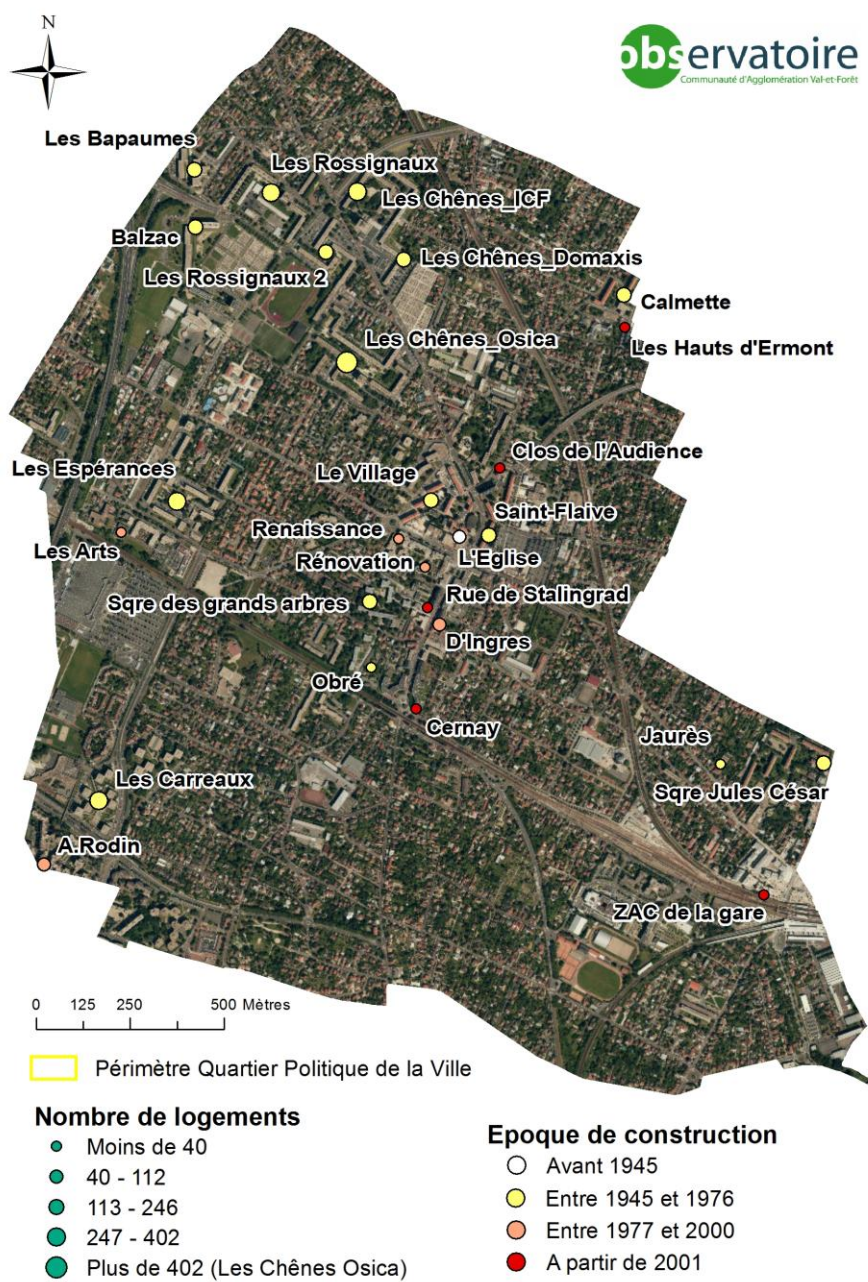 N
observatoire
Communauté d'Agglomération Val-et-Forêt
Les Bapaumes
Les Rossignaux
Les Chênes_ICF
Balzac
Les Rossignaux 2
Les Chênes_Domaxis
Calmette
Les Hauts d'Ermont
Les Chênes_Osica
Clos de l'Audience
Les Espérances
Le Village
Saint-Flaive
Renaissance
L'Eglise
Les Arts
Rénovation
Sqre des grands arbres
Rue de Stalingrad
D'Ingres
Obré
Cernay
Jaurès
Les Carreaux
Sqre Jules César
A.Rodin
ZAC de la gare
0 125 250 500 Mètres
Périmètre Quartier Politique de la Ville
Nombre de logements
Moins de 40
40 - 112
113 - 246
247 - 402
Plus de 402 (Les Chênes Osica)
Epoque de construction
Avant 1945
Entre 1945 et 1976
Entre 1977 et 2000
A partir de 2001